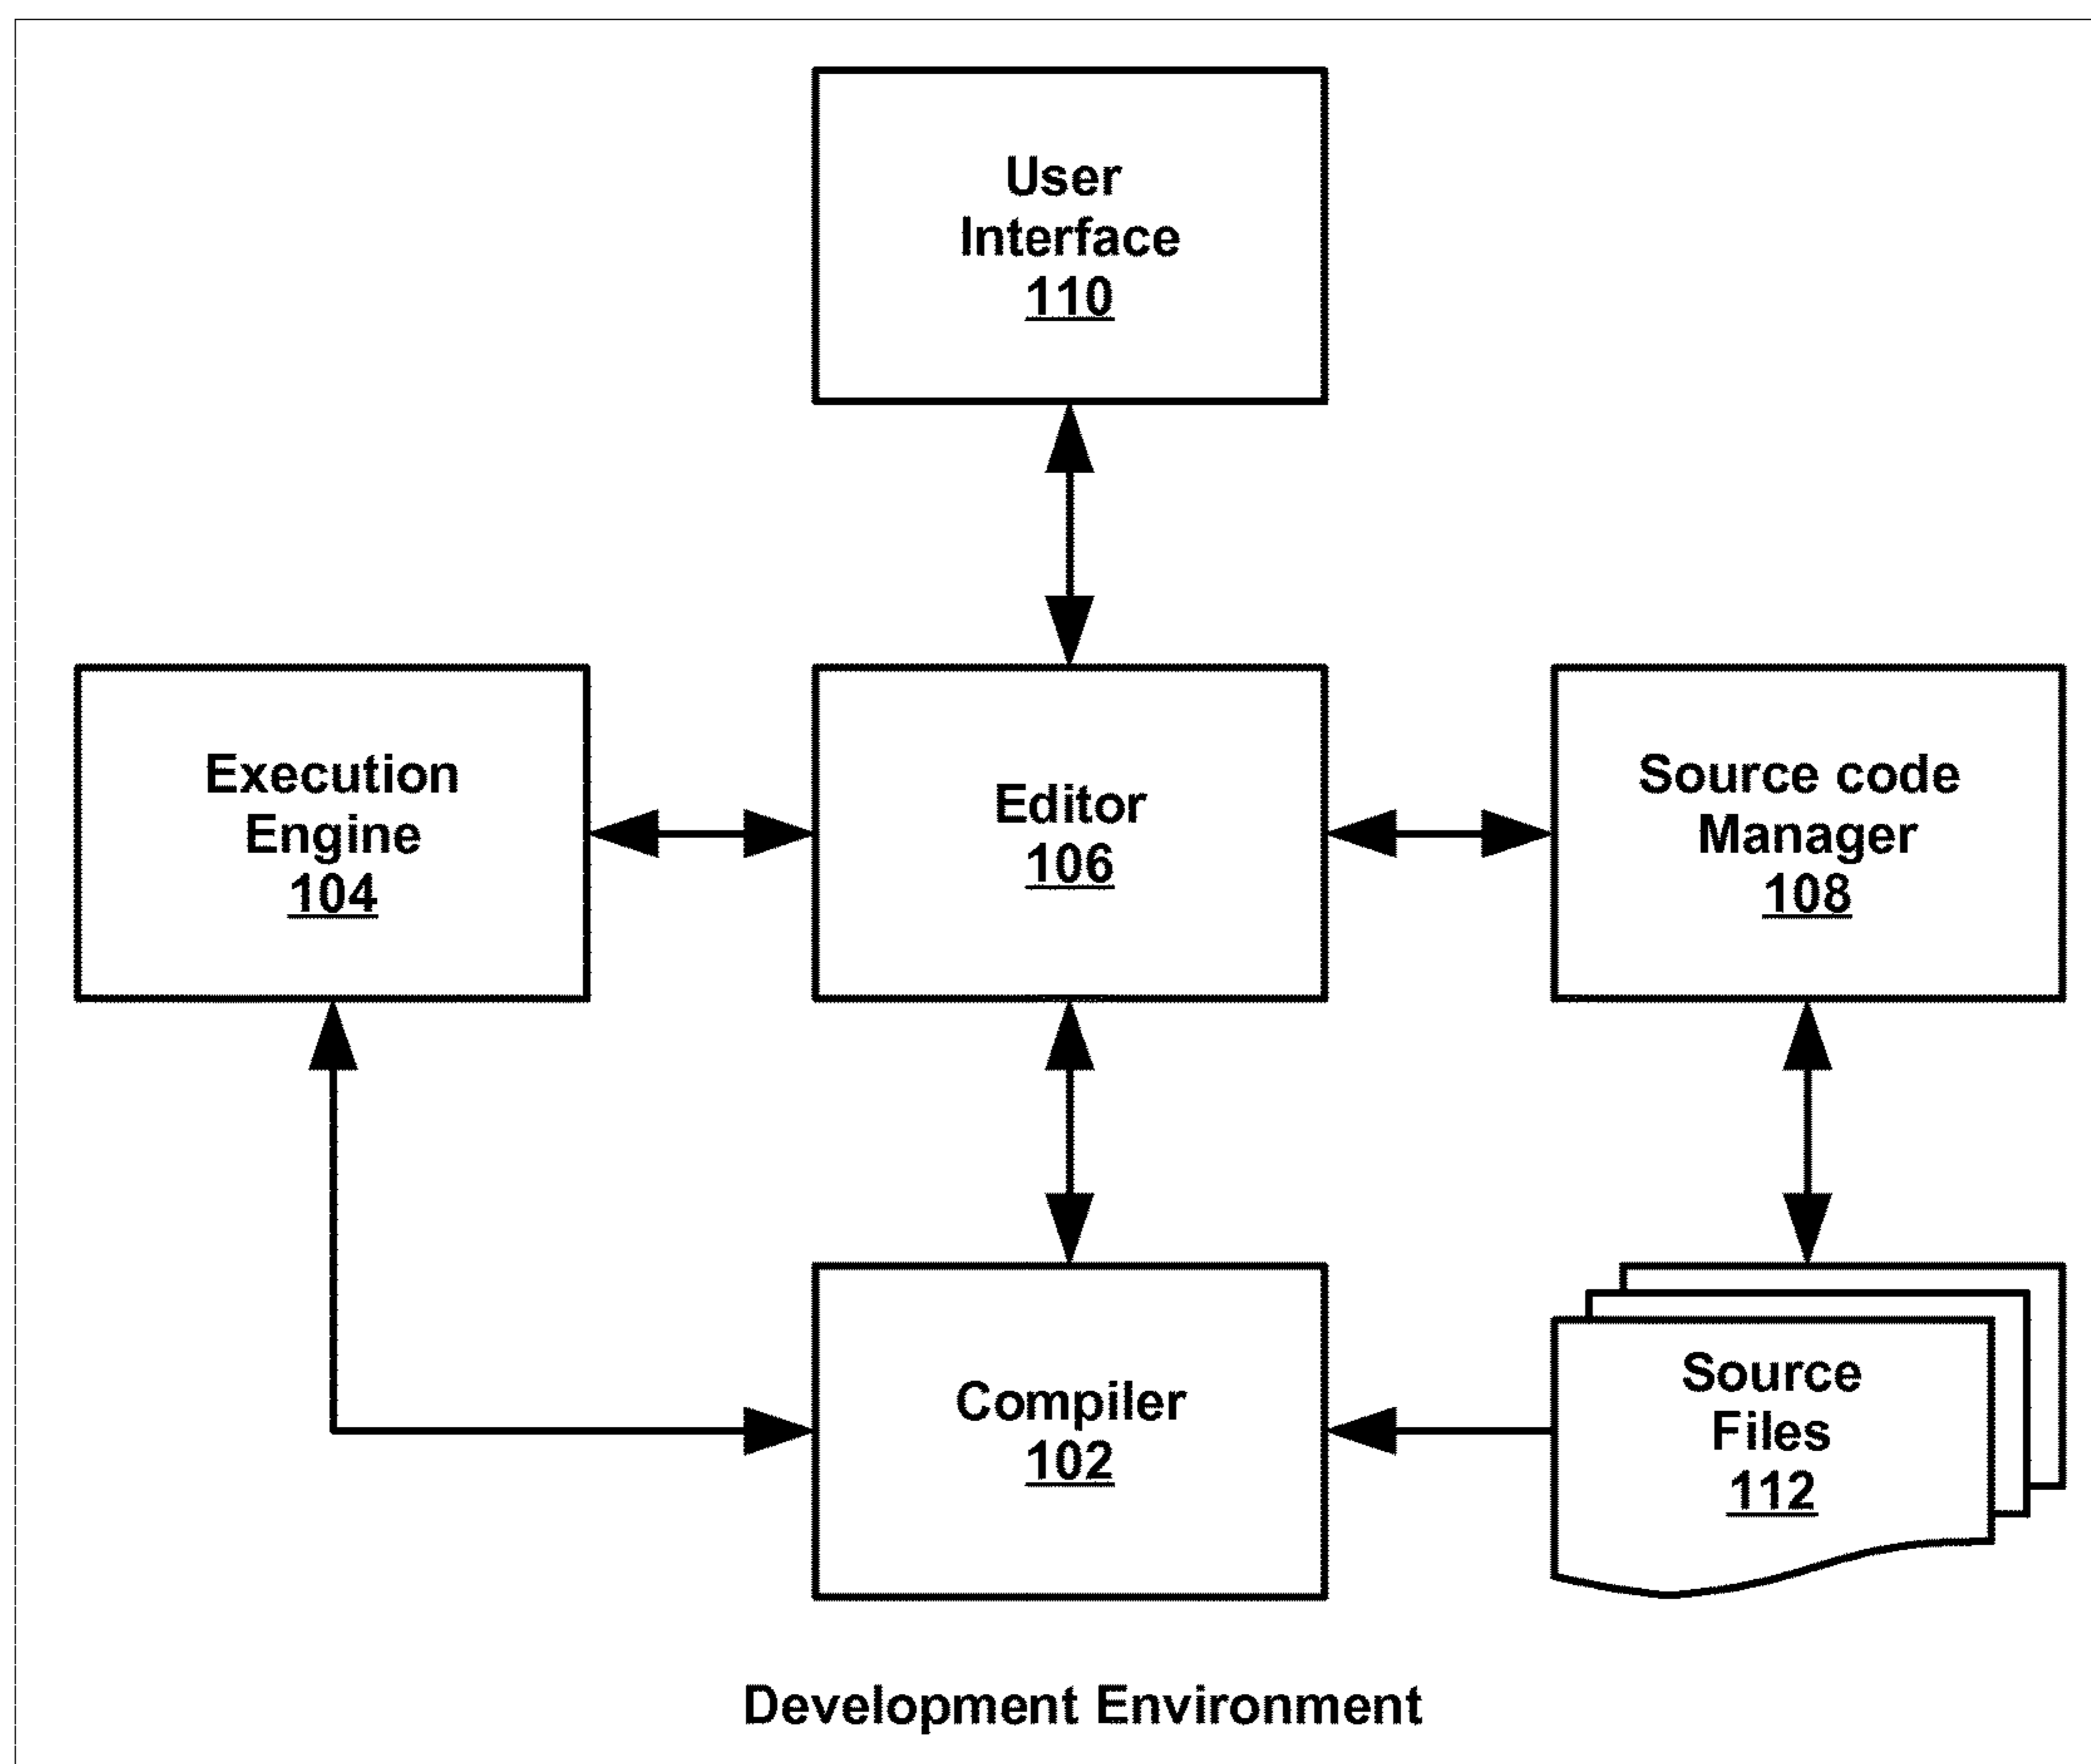 User
Interface
110
Execution
Engine
104
Editor
106
Source code
Manager
108
Compiler
102
Source
Files
112
Development Environment